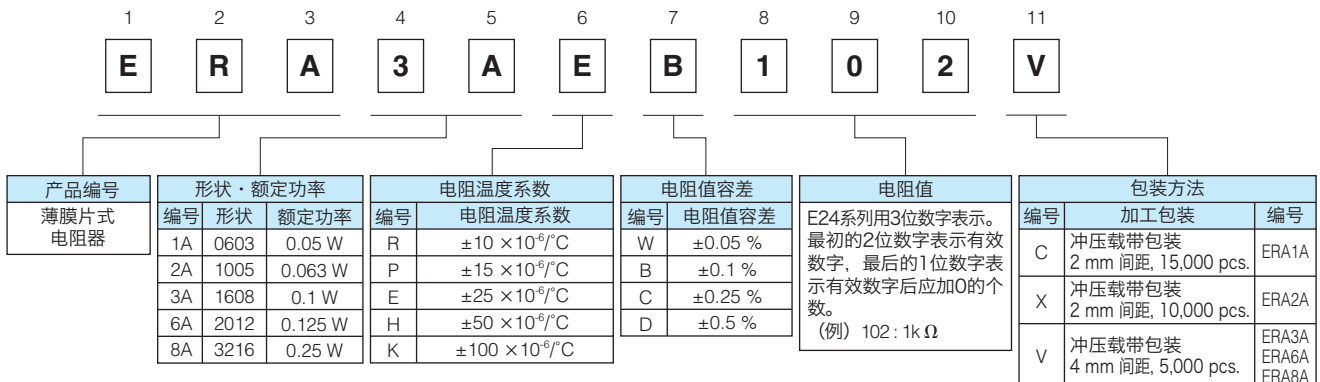 1 2 3 4 5 6 7 8 9 10 11
E R A 3 A E B 1 0 2 V
产品编号
薄膜片式
电阻器
形状・额定功率
编号 形状 额定功率
1A 0603 0.05 W
2A 1005 0.063 W
3A 1608 0.1 W
6A 2012 0.125 W
8A 3216 0.25 W
电阻温度系数
编号 电阻温度系数
R ±10 ×10⁻⁶/°C
P ±15 ×10⁻⁶/°C
E ±25 ×10⁻⁶/°C
H ±50 ×10⁻⁶/°C
K ±100 ×10⁻⁶/°C
电阻值容差
编号 电阻值容差
W ±0.05 %
B ±0.1 %
C ±0.25 %
D ±0.5 %
电阻值
E24系列用3位数字表示。
最初的2位数字表示有效
数字，最后的1位数字表
示有效数字后应加0的个
数。
（例）102 : 1k Ω
包装方法
编号 加工包装 编号
C 冲压载带包装 ERA1A
2 mm 间距, 15,000 pcs.
X 冲压载带包装 ERA2A
2 mm 间距, 10,000 pcs.
V 冲压载带包装 ERA3A
4 mm 间距, 5,000 pcs. ERA6A
ERA8A